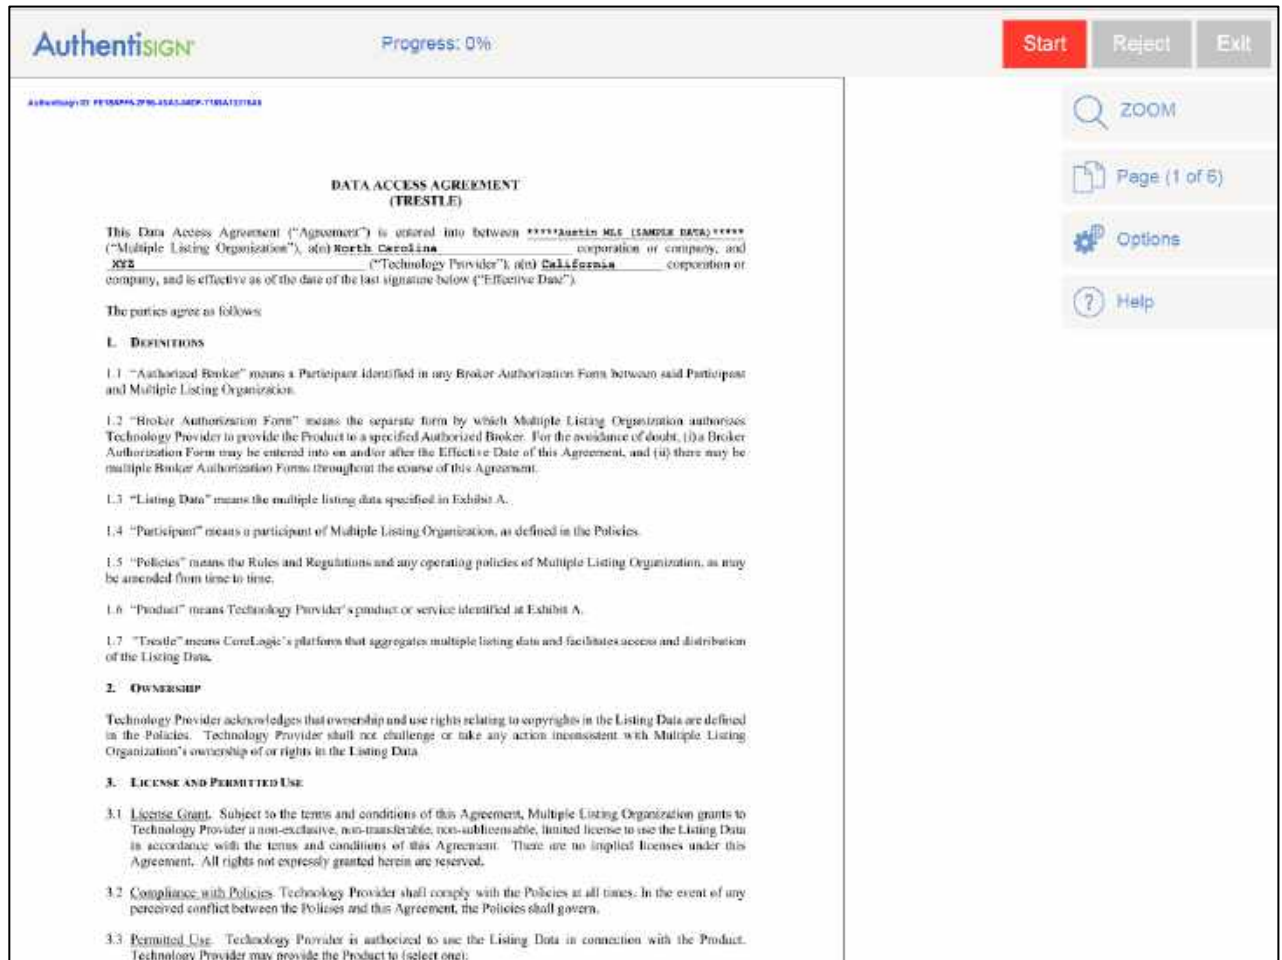 AuthentiSIGN
Progress: 0%
Start
Reject
Exit
Authentisign ID:
ZOOM
Page (1 of 6)
Options
Help
DATA ACCESS AGREEMENT
(TRESTLE)
This Data Access Agreement (“Agreement”) is entered into between *****Austin MLS (SAMPLE DATA)*****
(“Multiple Listing Organization”), a(n) North Carolina corporation or company, and
XYZ (“Technology Provider”), a(n) California corporation or
company, and is effective as of the date of the last signature below (“Effective Date”).
The parties agree as follows:
1. DEFINITIONS
1.1 “Authorized Broker” means a Participant identified in any Broker Authorization Form between said Participant
and Multiple Listing Organization.
1.2 “Broker Authorization Form” means the separate form by which Multiple Listing Organization authorizes
Technology Provider to provide the Product to a specified Authorized Broker. For the avoidance of doubt, (i) a Broker
Authorization Form may be entered into on and/or after the Effective Date of this Agreement, and (ii) there may be
multiple Broker Authorization Forms throughout the course of this Agreement.
1.3 “Listing Data” means the multiple listing data specified in Exhibit A.
1.4 “Participant” means a participant of Multiple Listing Organization, as defined in the Policies.
1.5 “Policies” means the Rules and Regulations and any operating policies of Multiple Listing Organization, as may
be amended from time to time.
1.6 “Product” means Technology Provider’s product or service identified at Exhibit A.
1.7 “Trestle” means CoreLogic’s platform that aggregates multiple listing data and facilitates access and distribution
of the Listing Data.
2. OWNERSHIP
Technology Provider acknowledges that ownership and use rights relating to copyrights in the Listing Data are defined
in the Policies. Technology Provider shall not challenge or take any action inconsistent with Multiple Listing
Organization’s ownership of or rights in the Listing Data.
3. LICENSE AND PERMITTED USE
3.1 License Grant. Subject to the terms and conditions of this Agreement, Multiple Listing Organization grants to
Technology Provider a non-exclusive, non-transferable, non-sublicensable, limited license to use the Listing Data
in accordance with the terms and conditions of this Agreement. There are no implied licenses under this
Agreement. All rights not expressly granted herein are reserved.
3.2 Compliance with Policies. Technology Provider shall comply with the Policies at all times. In the event of any
perceived conflict between the Policies and this Agreement, the Policies shall govern.
3.3 Permitted Use. Technology Provider is authorized to use the Listing Data in connection with the Product.
Technology Provider may provide the Product to (select one):